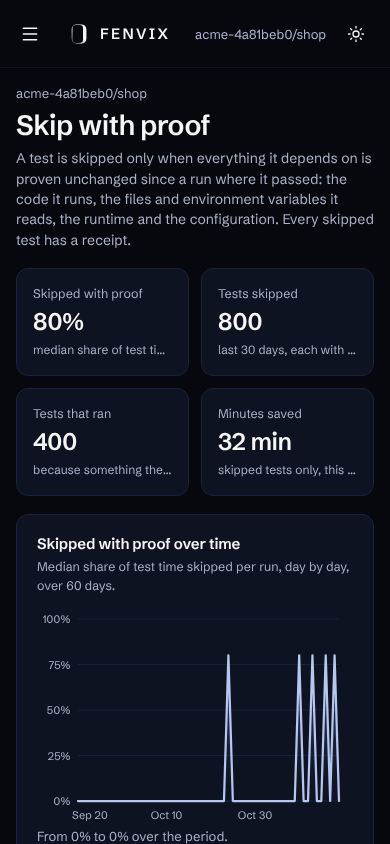 FENVIX
acme-4a81beb0/shop
acme-4a81beb0/shop
Skip with proof
A test is skipped only when everything it depends on is
proven unchanged since a run where it passed: the
code it runs, the files and environment variables it
reads, the runtime and the configuration. Every skipped
test has a receipt.
Skipped with proof
80%
median share of test ti...
Tests skipped
800
last 30 days, each with ...
Tests that ran
400
because something the...
Minutes saved
32 min
skipped tests only, this ...
Skipped with proof over time
Median share of test time skipped per run, day by day,
over 60 days.
100%
75%
50%
25%
0%
Sep 20
Oct 10
Oct 30
From 0% to 0% over the period.